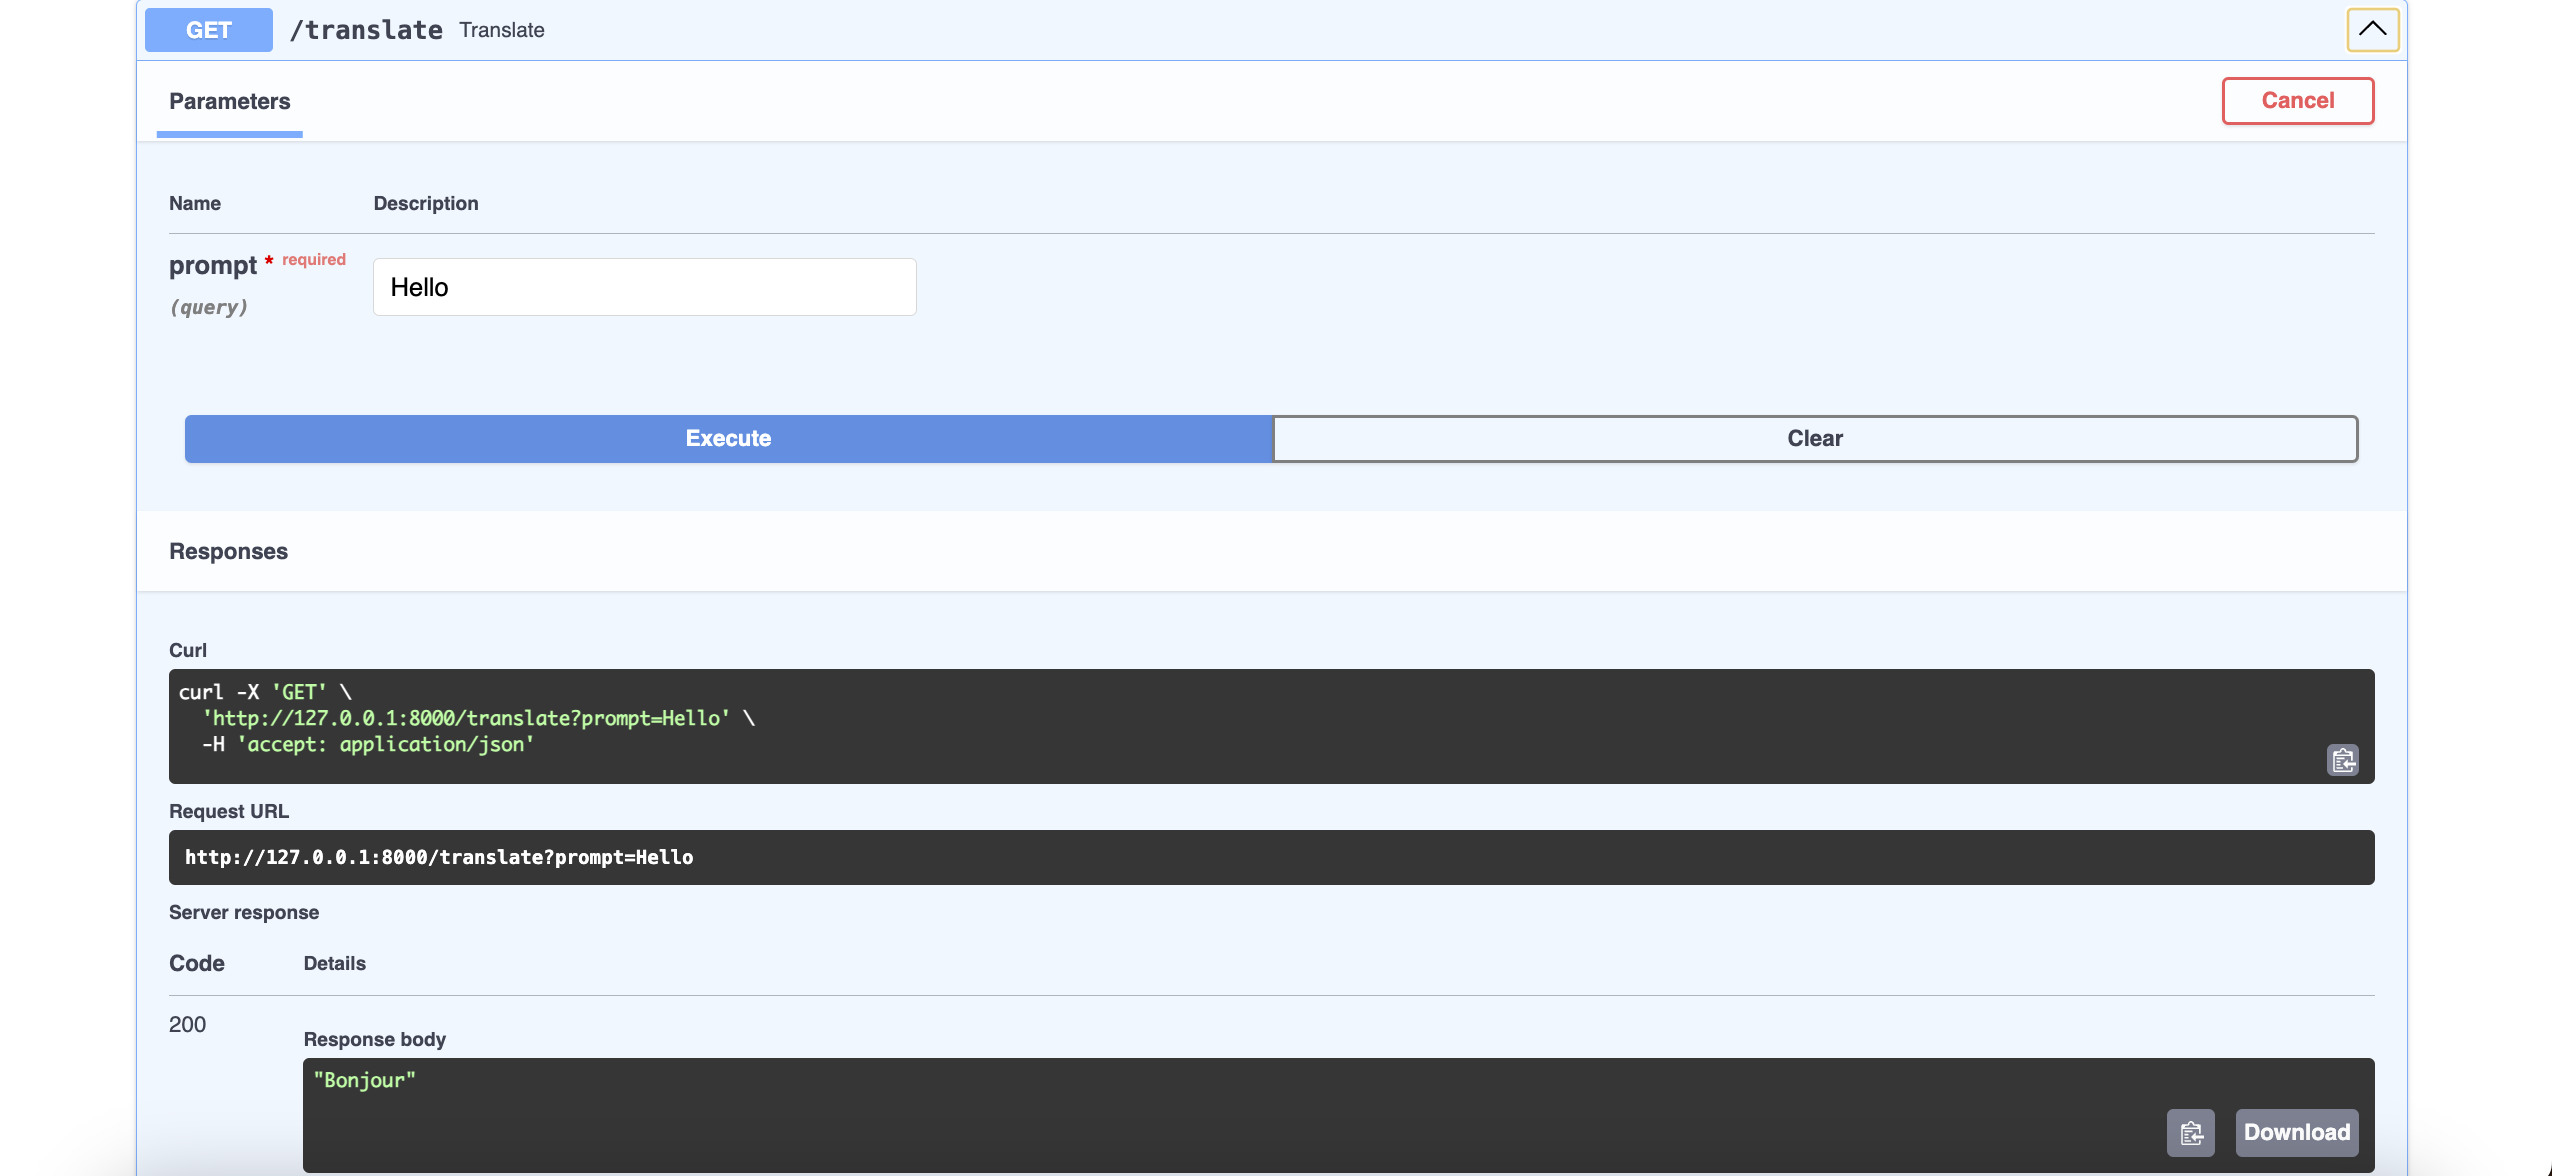 GET /translate Translate
Parameters
Cancel
Name Description
prompt * required
(query)
Hello
Execute
Clear
Responses
Curl
curl -X 'GET' \
'http://127.0.0.1:8000/translate?prompt=Hello' \
-H 'accept: application/json'
Request URL
http://127.0.0.1:8000/translate?prompt=Hello
Server response
Code Details
200
Response body
"Bonjour"
Download